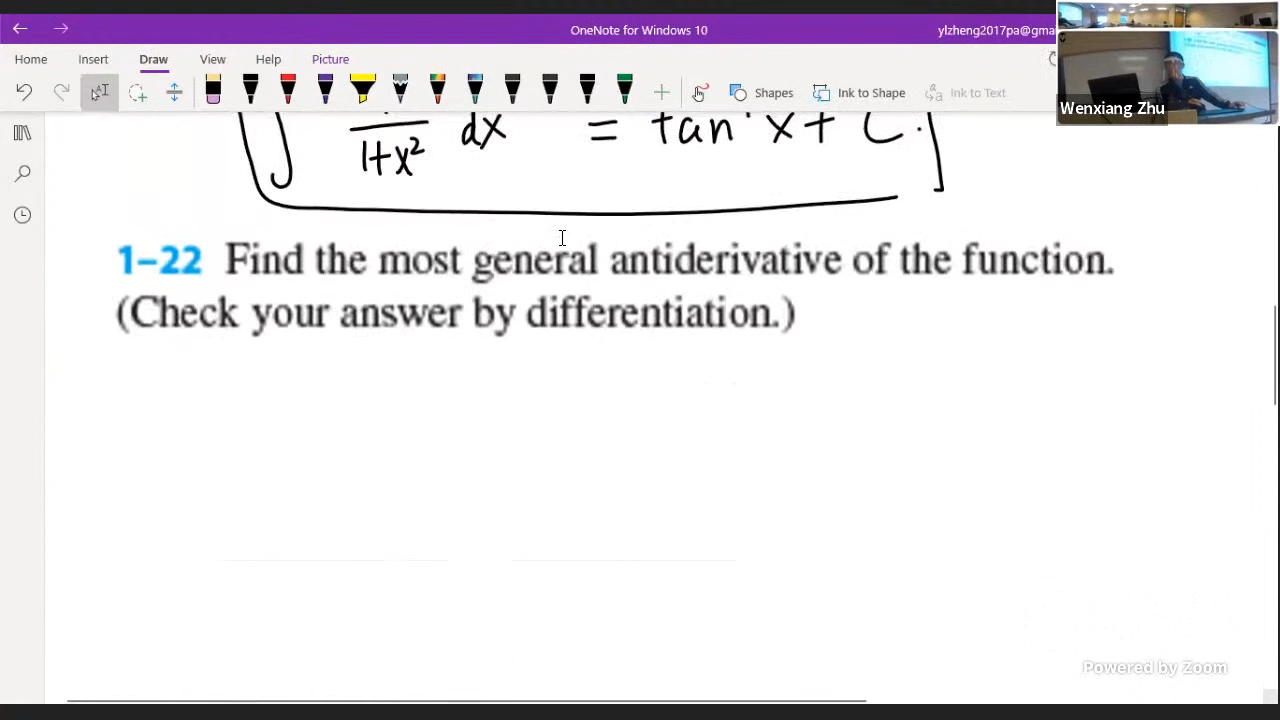 OneNote for Windows 10
ylzheng2017pa@gma
Home Insert Draw View Help Picture
Shapes Ink to Shape Ink to Text
Wenxiang Zhu
∫ 1/(1+x²) dx = tan⁻¹ x + C.
1–22 Find the most general antiderivative of the function.
(Check your answer by differentiation.)
Powered by Zoom